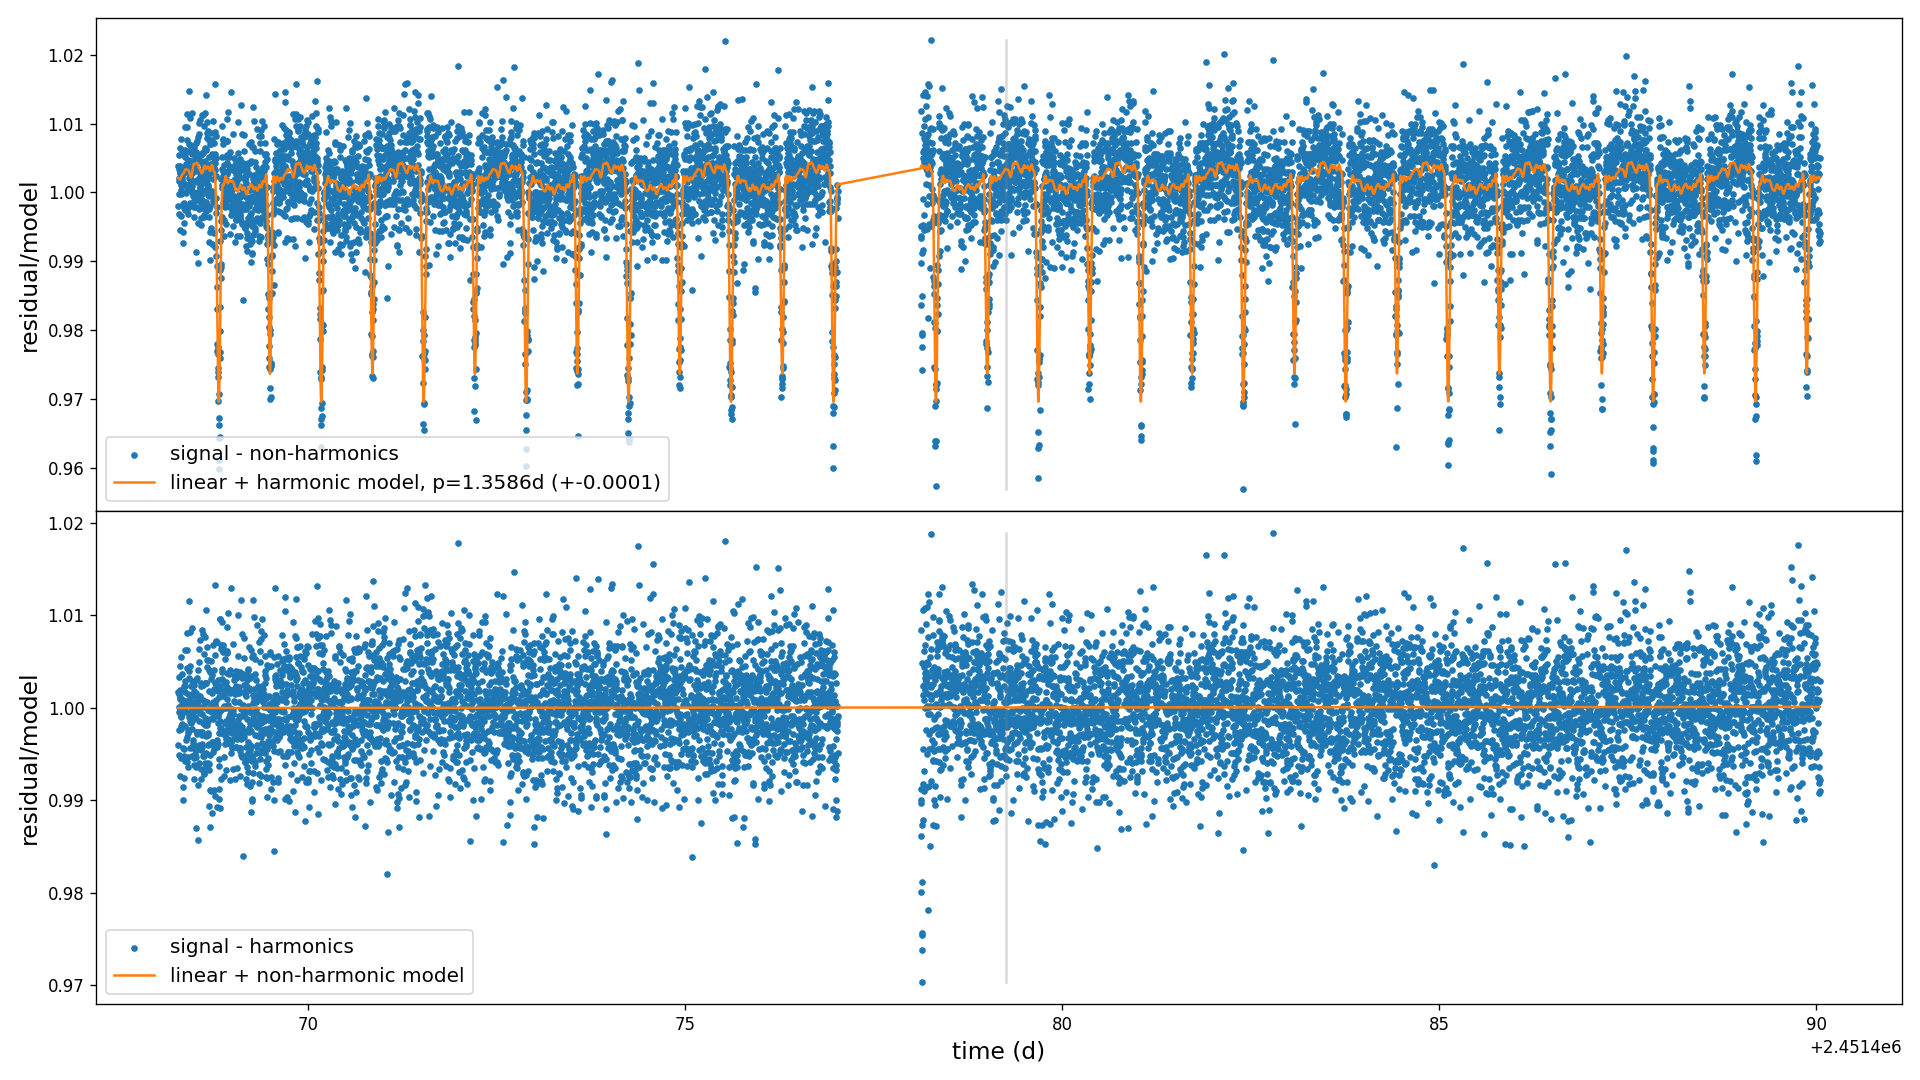 1.02
1.01
1.00
0.99
0.98
0.97
0.96
residual/model
signal - non-harmonics
linear + harmonic model, p=1.3586d (+-0.0001)
1.02
1.01
1.00
0.99
0.98
0.97
residual/model
signal - harmonics
linear + non-harmonic model
70 75 80 85 90
time (d)
+2.4514e6